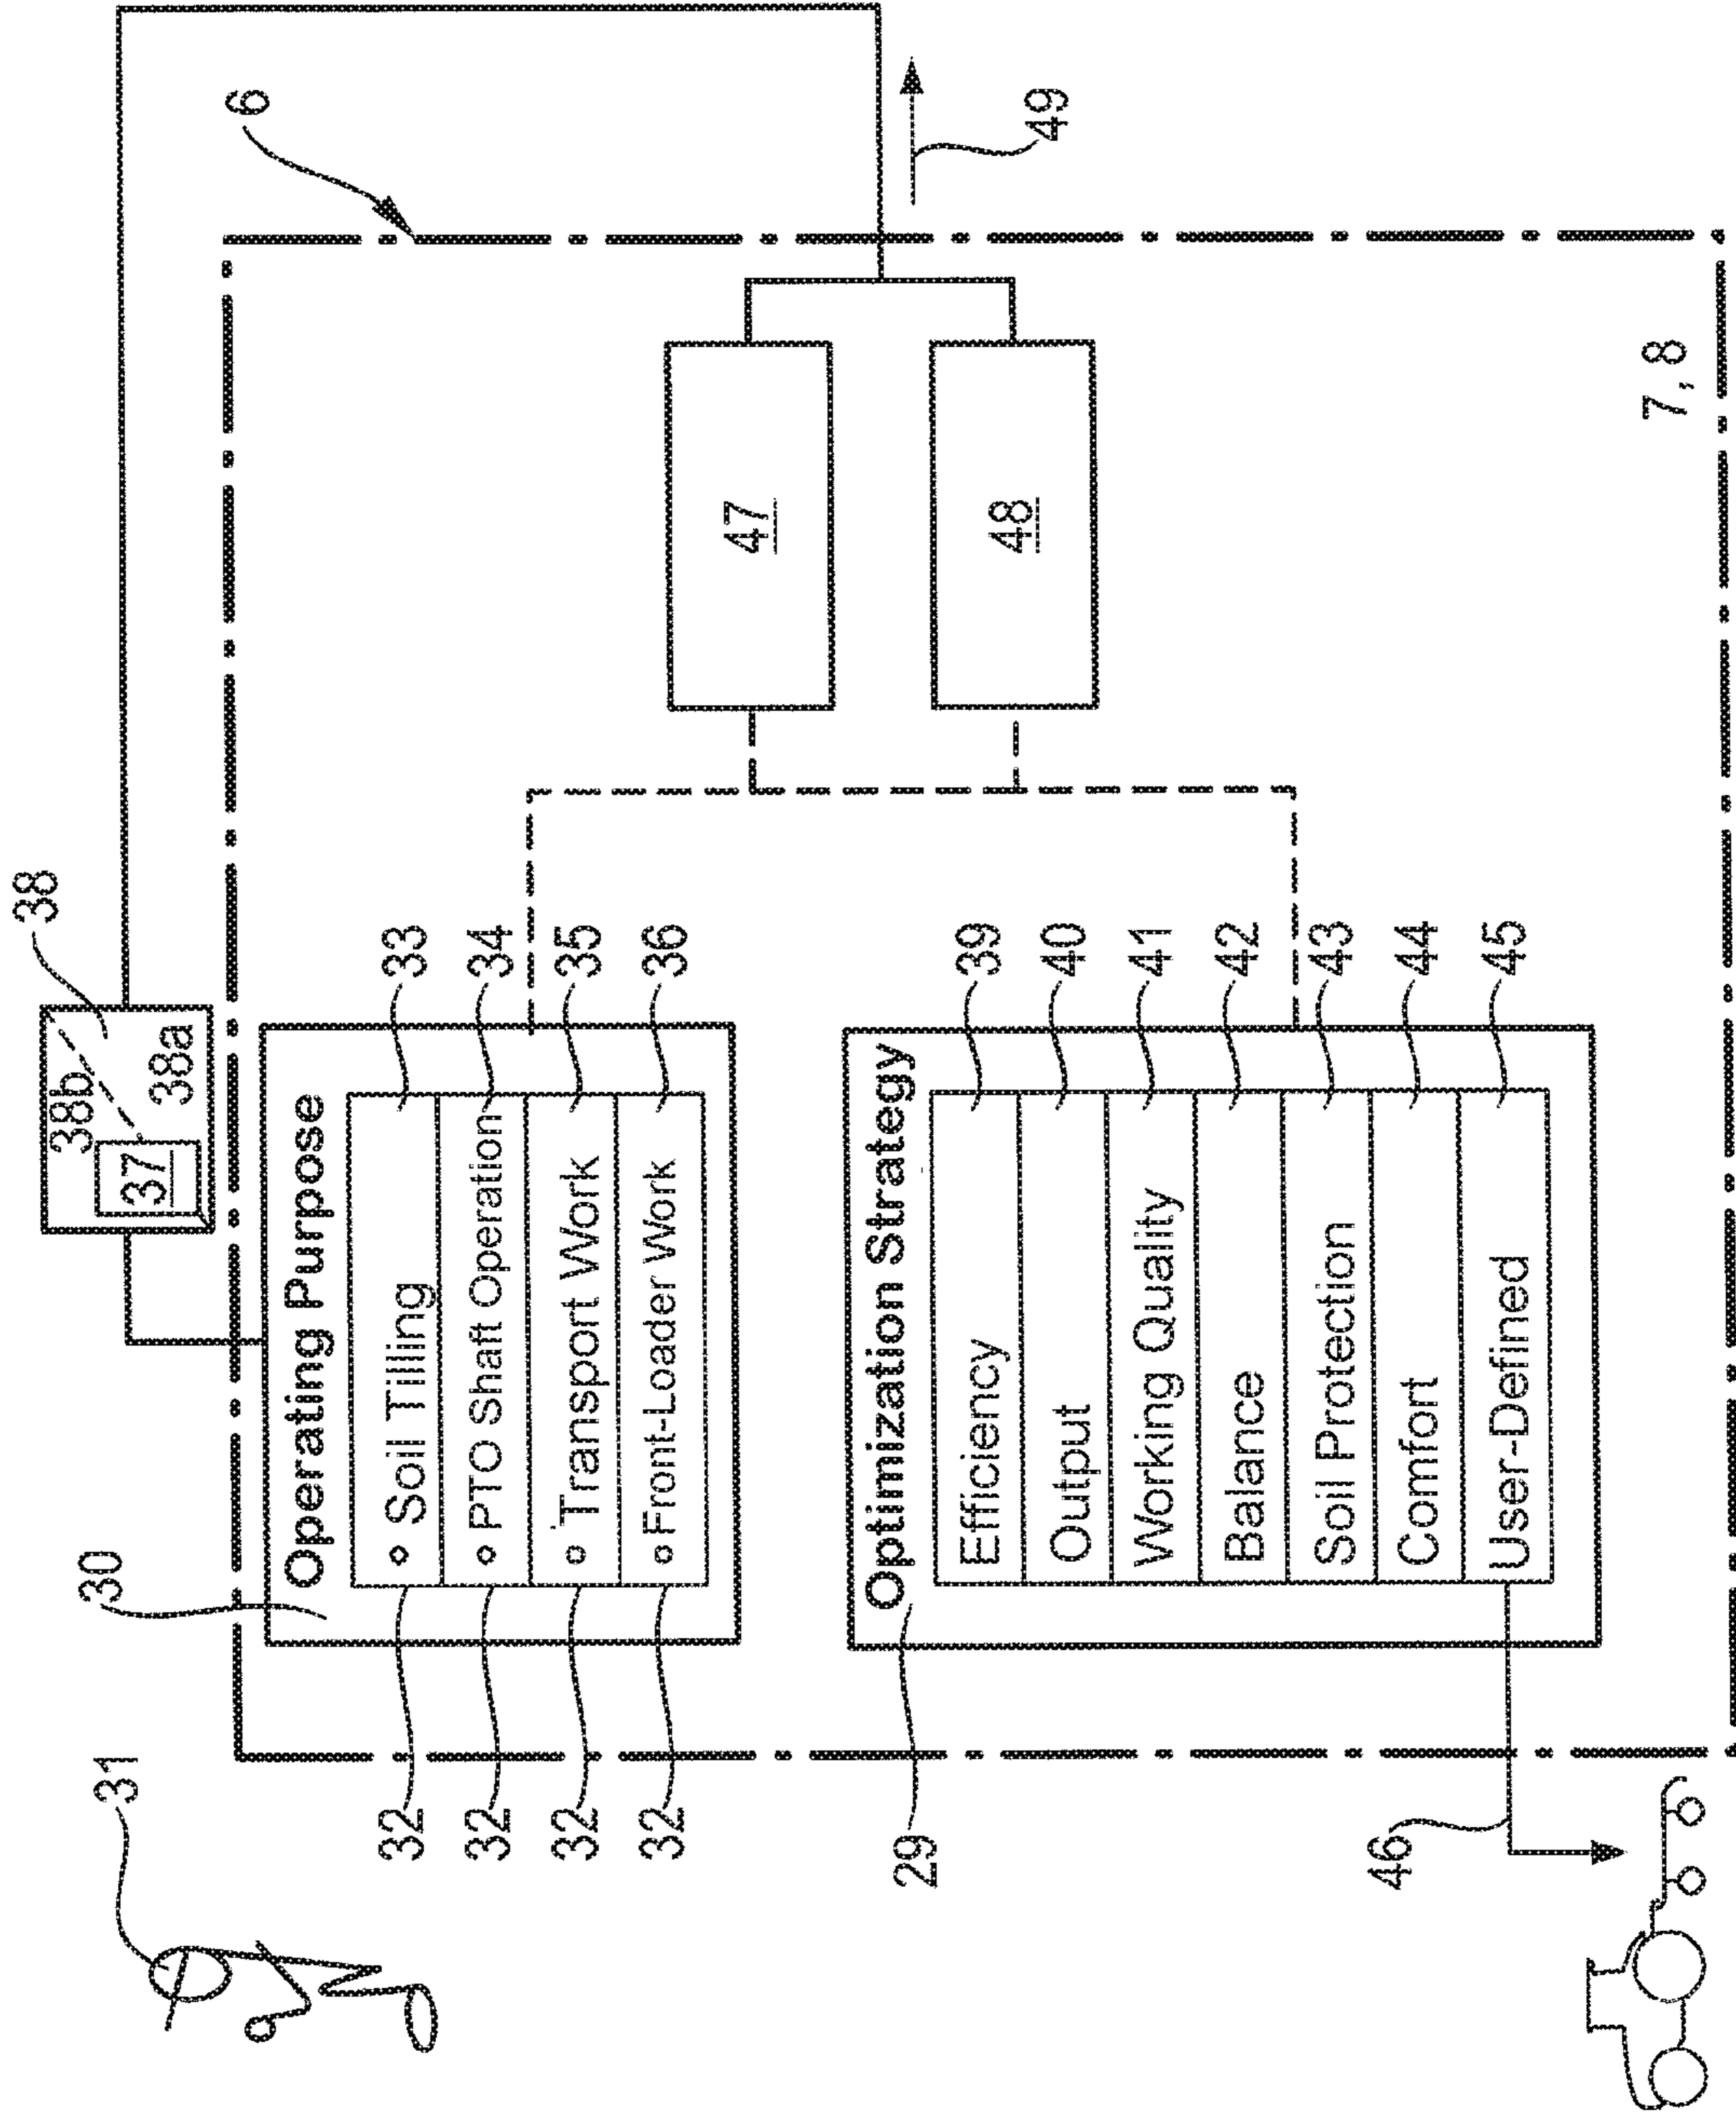 31
30
38
6
38b
37
38a
49
Operating Purpose
32
Soil Tilling
33
32
PTO Shaft Operation
34
32
Transport Work
35
32
Front-Loader Work
36
47
48
29
Optimization Strategy
Efficiency
39
Output
40
Working Quality
41
Balance
42
Soil Protection
43
Comfort
44
User-Defined
45
46
7, 8